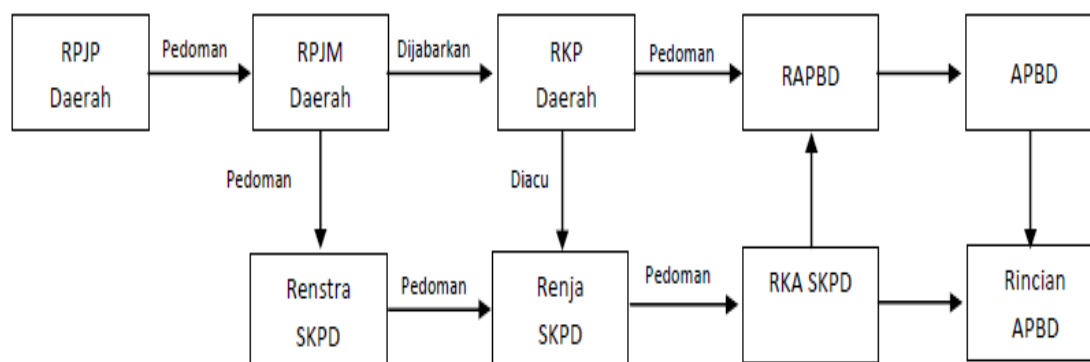 RPJP
Daerah
Pedoman
RPJM
Daerah
Dijabarkan
RKP
Daerah
Pedoman
RAPBD
APBD
Pedoman
Diacu
Renstra
SKPD
Pedoman
Renja
SKPD
Pedoman
RKA SKPD
Rincian
APBD